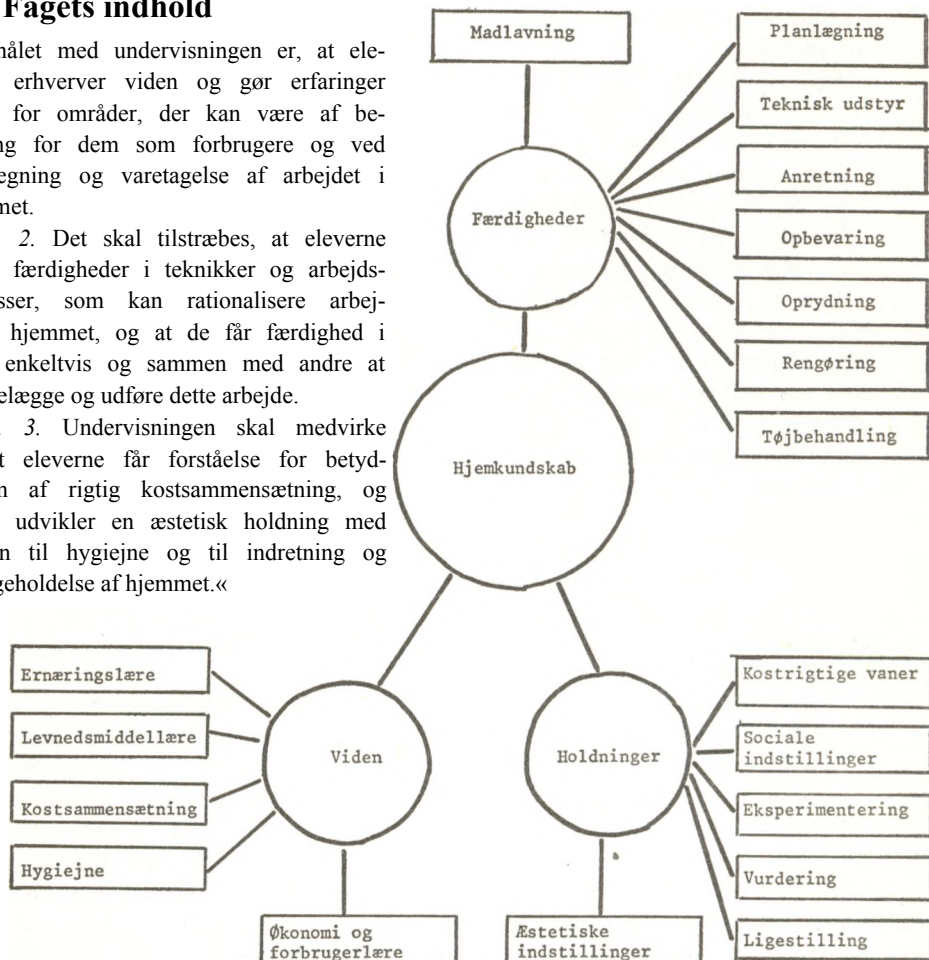 Fagets indhold
målet med undervisningen er, at ele-
erhverver viden og gør erfaringer
for områder, der kan være af be-
for dem som forbrugere og ved
og varetagelse af arbejdet i
2. Det skal tilstræbes, at eleverne
færdigheder i teknikker og arbejds-
som kan rationalisere arbej-
hjemmet, og at de får færdighed i
enkeltvis og sammen med andre at
og udføre dette arbejde.
3. Undervisningen skal medvirke
eleverne får forståelse for betyd-
af rigtig kostsammensætning, og
udvikler en æstetisk holdning med
til hygiejne og til indretning og
af hjemmet.«
Madlavning
Planlægning
Teknisk udstyr
Anretning
Opbevaring
Oprydning
Rengøring
Tøjbehandling
Færdigheder
Hjemkundskab
Viden
Ernæringslære
Levnedsmiddellære
Kostsammensætning
Hygiejne
Økonomi og
forbrugerlære
Holdninger
Kostrigtige vaner
Sociale
indstillinger
Eksperimentering
Vurdering
Ligestilling
Æstetiske
indstillinger